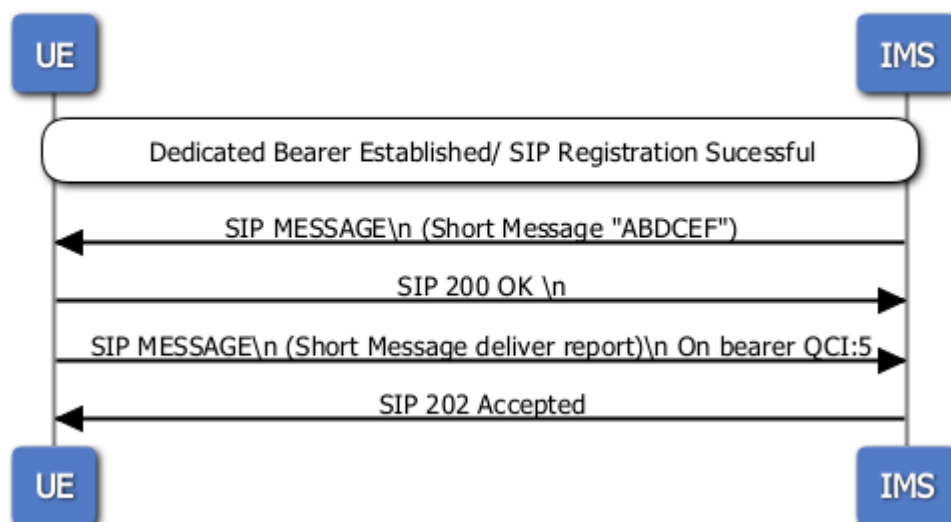 UE
IMS
Dedicated Bearer Established/ SIP Registration Sucessful
SIP MESSAGE\n (Short Message "ABDCEF")
SIP 200 OK \n
SIP MESSAGE\n (Short Message deliver report)\n On bearer QCI:5
SIP 202 Accepted
UE
IMS